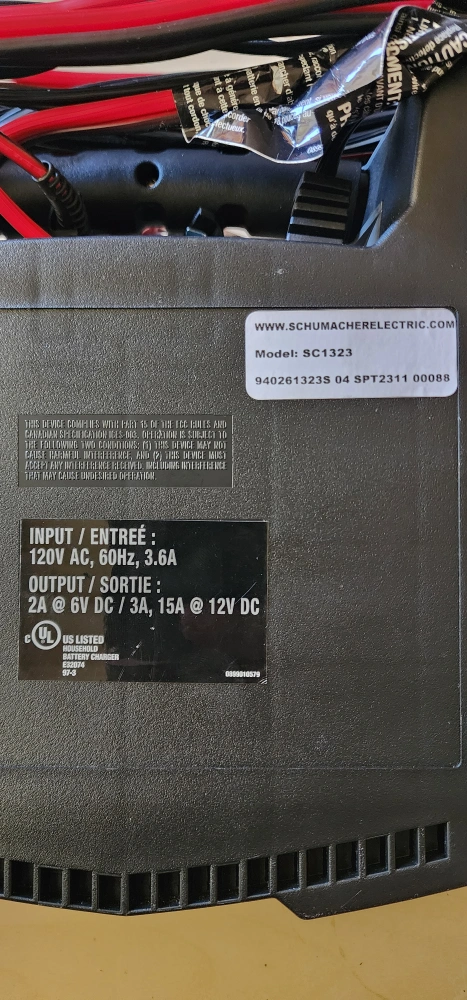 WWW.SCHUMACHERELECTRIC.COM
Model: SC1323
940261323S 04 SPT2311 00088
THIS DEVICE COMPLIES WITH PART 15 OF THE FCC RULES AND
CANADIAN SPECIFICATION ICES-003. OPERATION IS SUBJECT TO
THE FOLLOWING TWO CONDITIONS: (1) THIS DEVICE MAY NOT
CAUSE HARMFUL INTERFERENCE, AND (2) THIS DEVICE MUST
ACCEPT ANY INTERFERENCE RECEIVED, INCLUDING INTERFERENCE
THAT MAY CAUSE UNDESIRED OPERATION.
INPUT / ENTREÉ :
120V AC, 60Hz, 3.6A
OUTPUT / SORTIE :
2A @ 6V DC / 3A, 15A @ 12V DC
C UL US LISTED
HOUSEHOLD
BATTERY CHARGER
E32074
97-S
0899010579